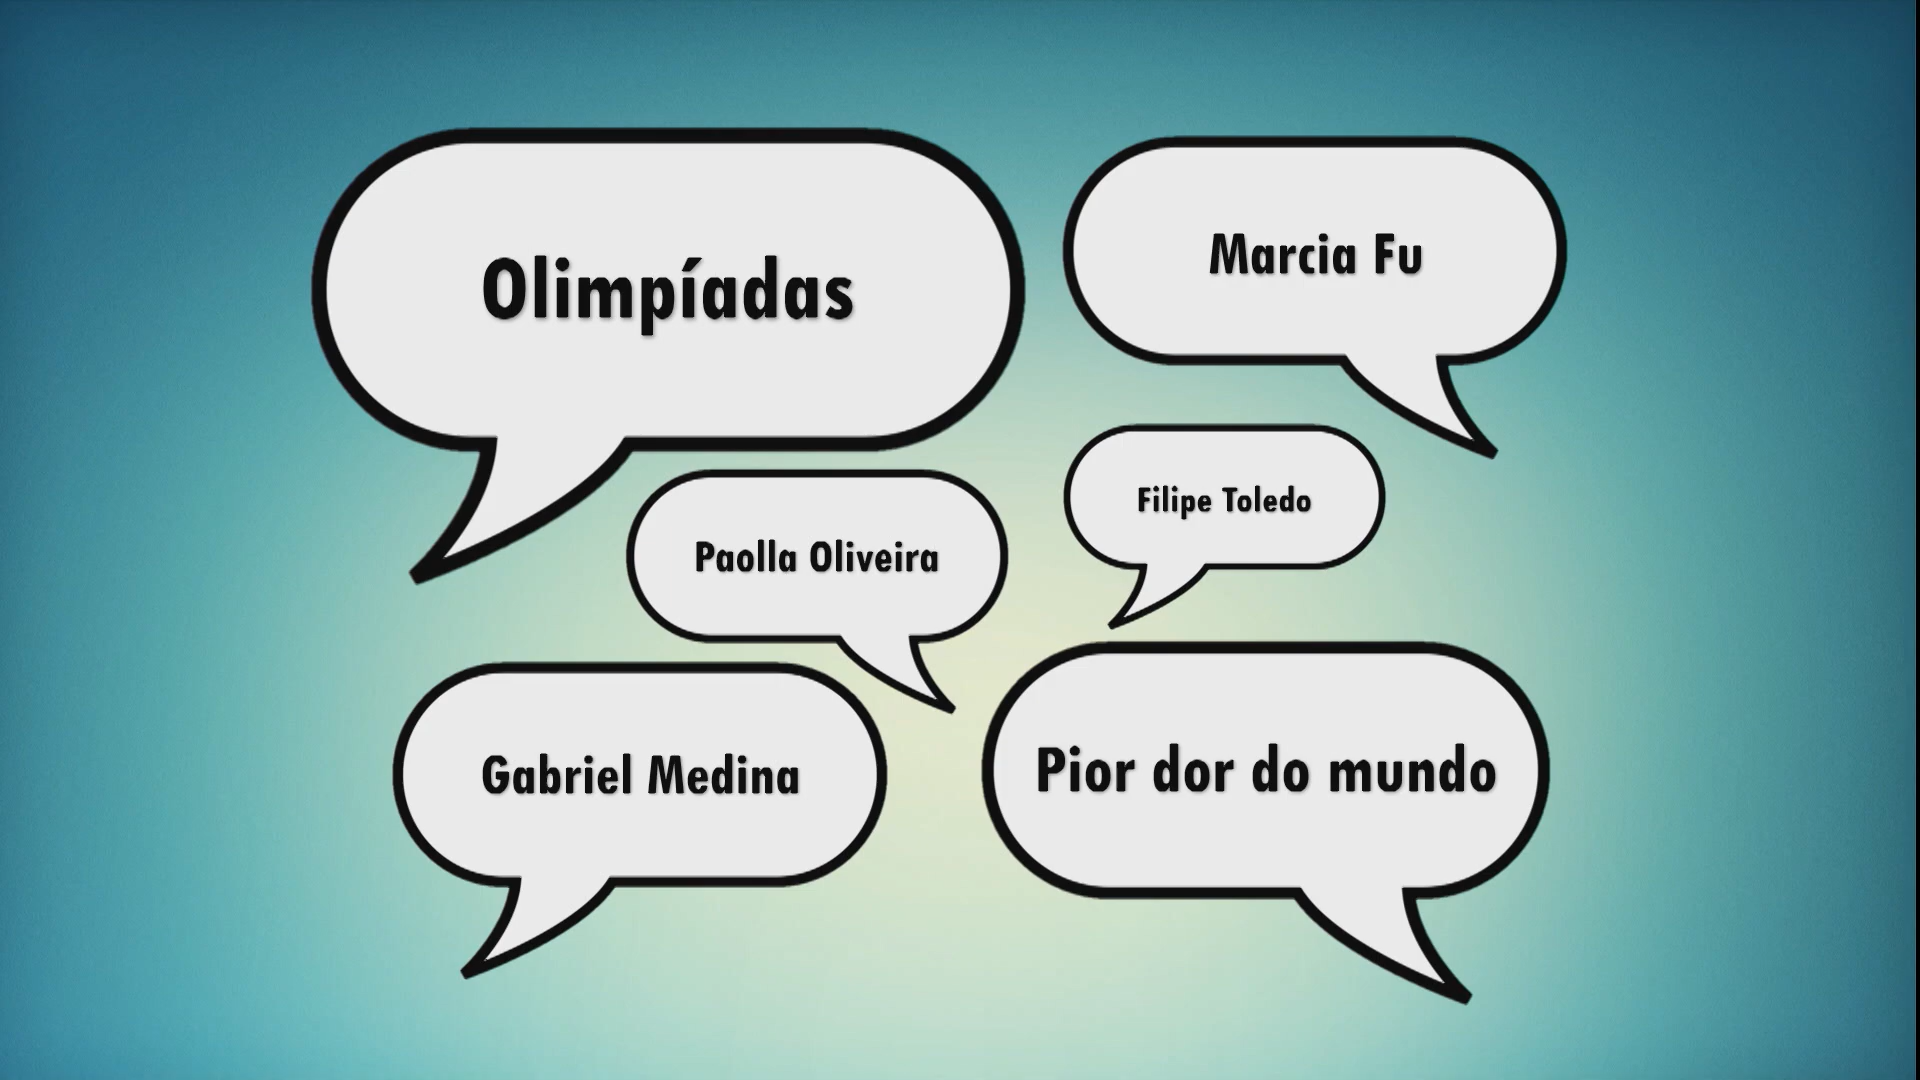 Olimpíadas
Marcia Fu
Filipe Toledo
Paolla Oliveira
Gabriel Medina
Pior dor do mundo